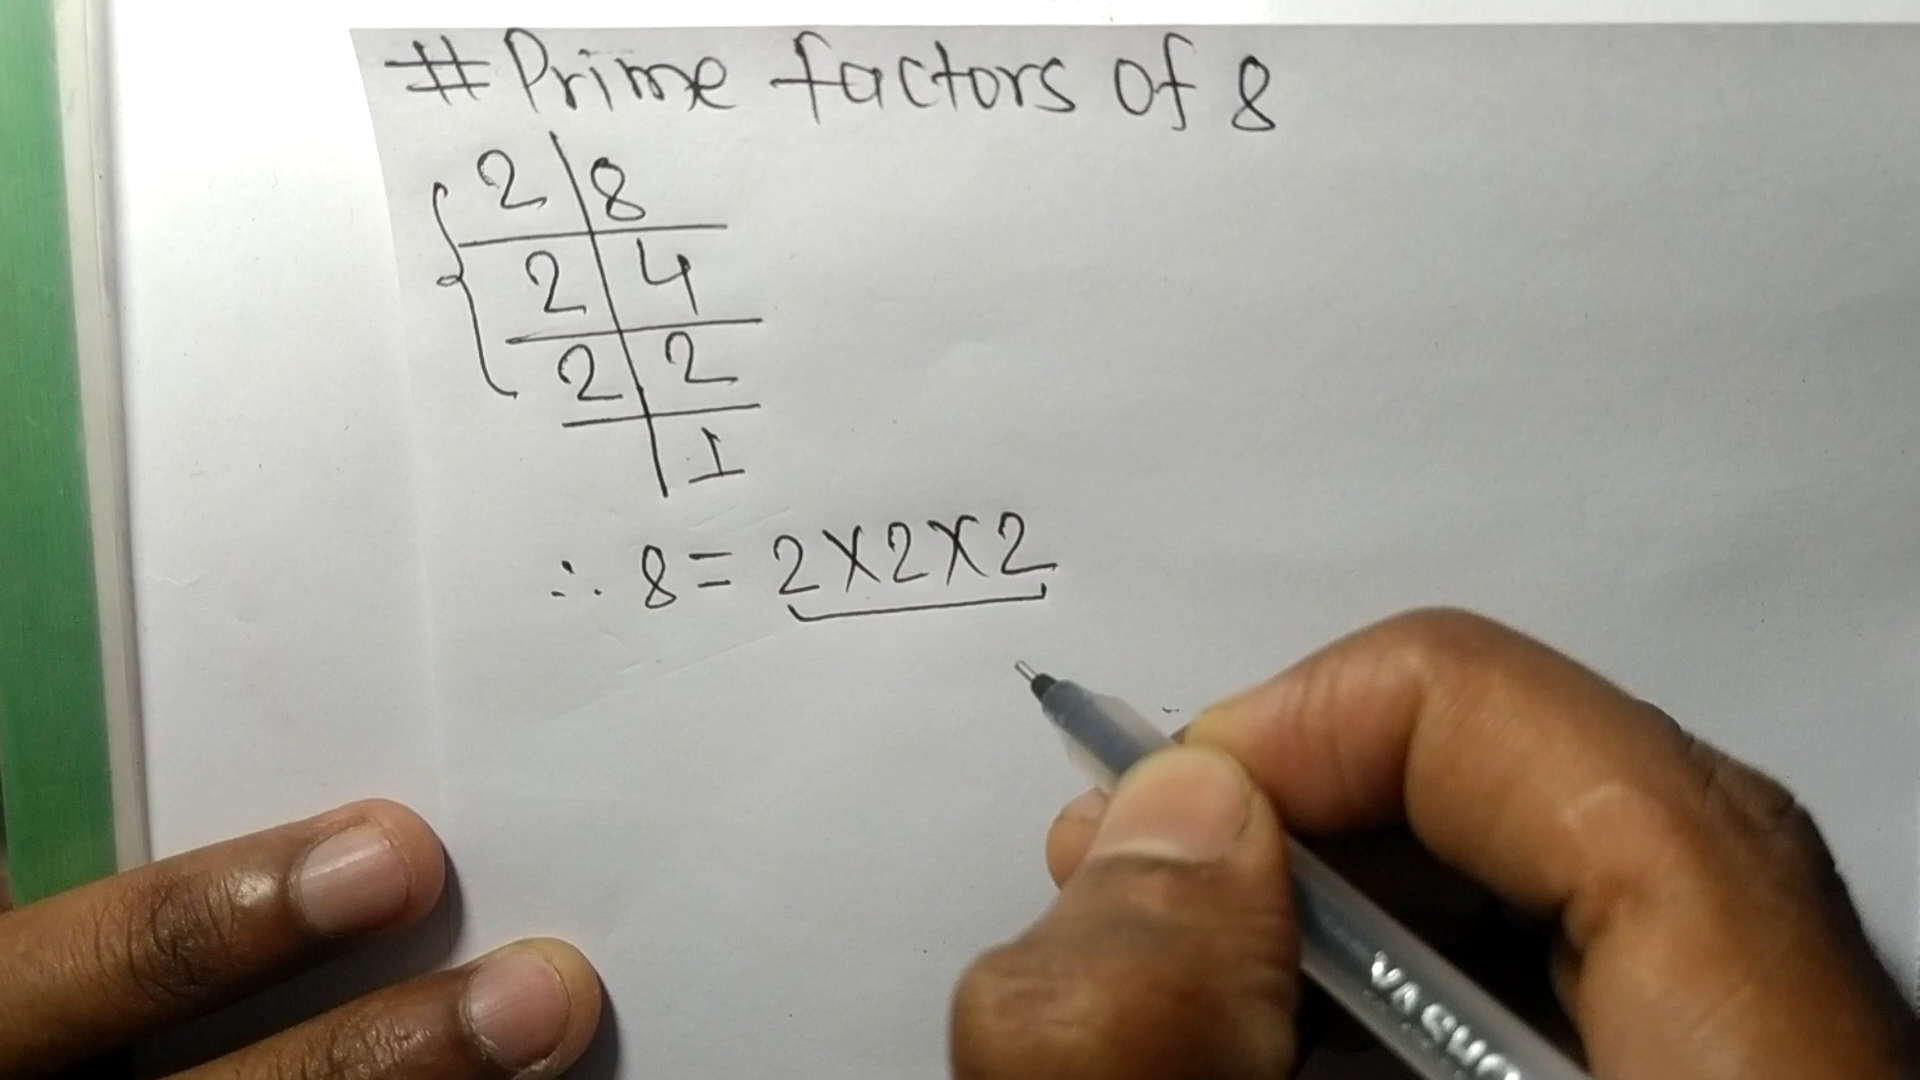 # Prime factors of 8
2 | 8
2 | 4
2 | 2
| 1
∴ 8 = 2×2×2